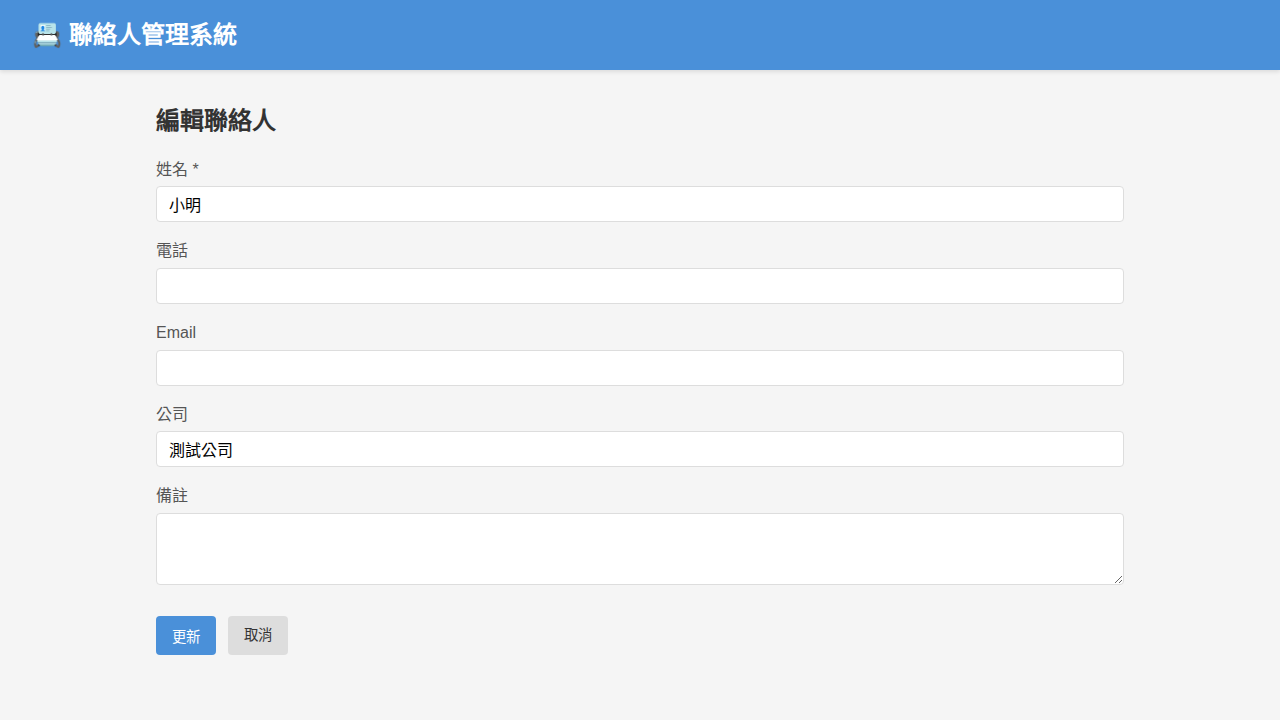 聯絡人管理系統
編輯聯絡人
姓名 *
小明
電話
Email
公司
測試公司
備註
更新
取消